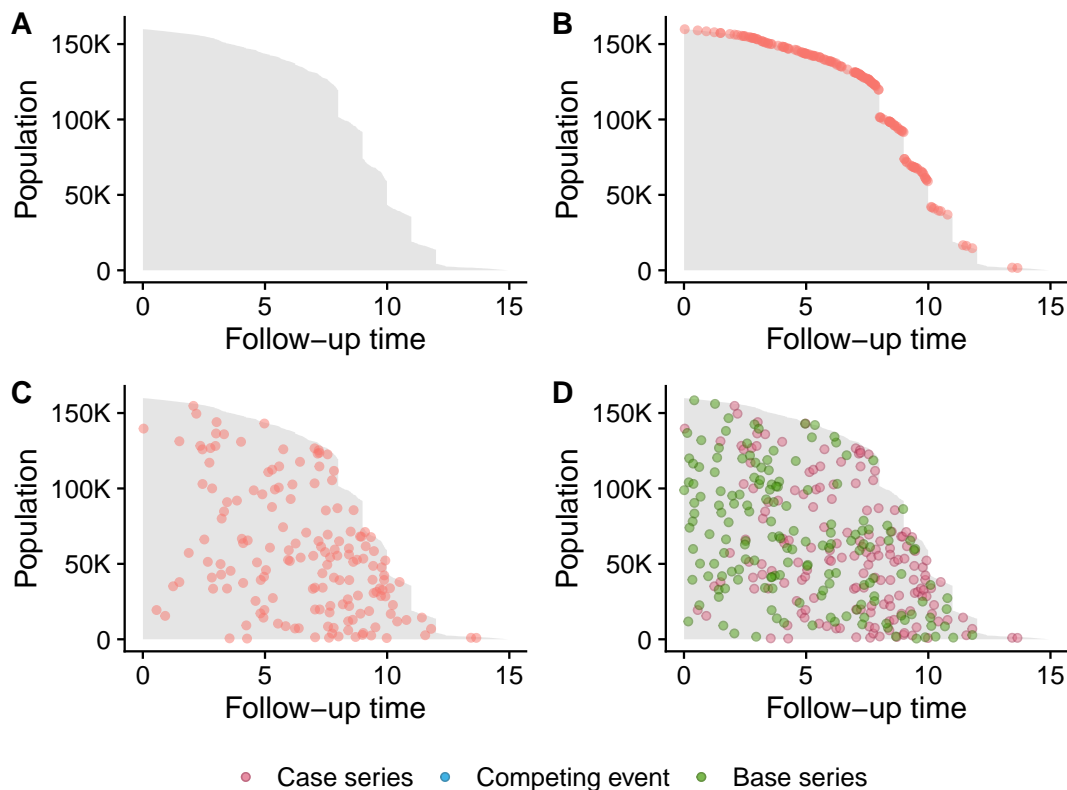 A
150K
100K
50K
0
Population
0 5 10 15
Follow−up time
B
150K
100K
50K
0
Population
0 5 10 15
Follow−up time
C
150K
100K
50K
0
Population
0 5 10 15
Follow−up time
D
150K
100K
50K
0
Population
0 5 10 15
Follow−up time
Case series Competing event Base series